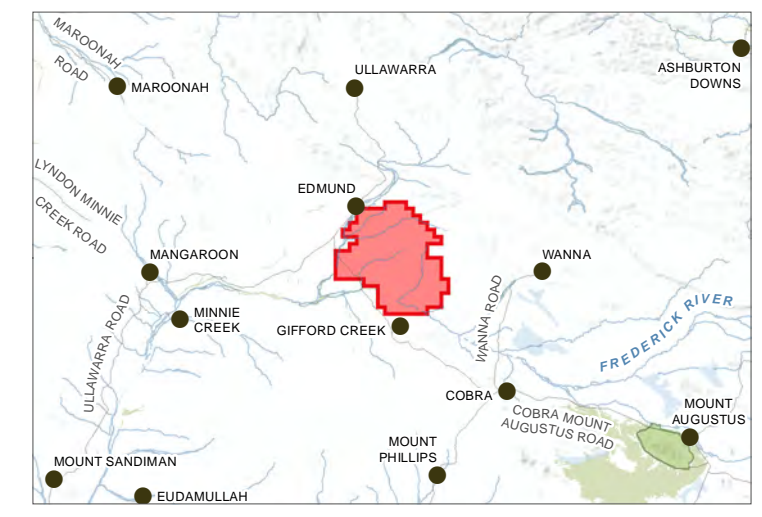 MAROONAH
ROAD
MAROONAH
ULLAWARRA
ASHBURTON
DOWNS
LYNDON MINNIE
CREEK ROAD
EDMUND
MANGAROON
WANNA
MINNIE
CREEK
GIFFORD CREEK
WANNA ROAD
FREDERICK RIVER
ULLAWARRA ROAD
COBRA
COBRA MOUNT
AUGUSTUS ROAD
MOUNT
AUGUSTUS
MOUNT
PHILLIPS
MOUNT SANDIMAN
EUDAMULLAH